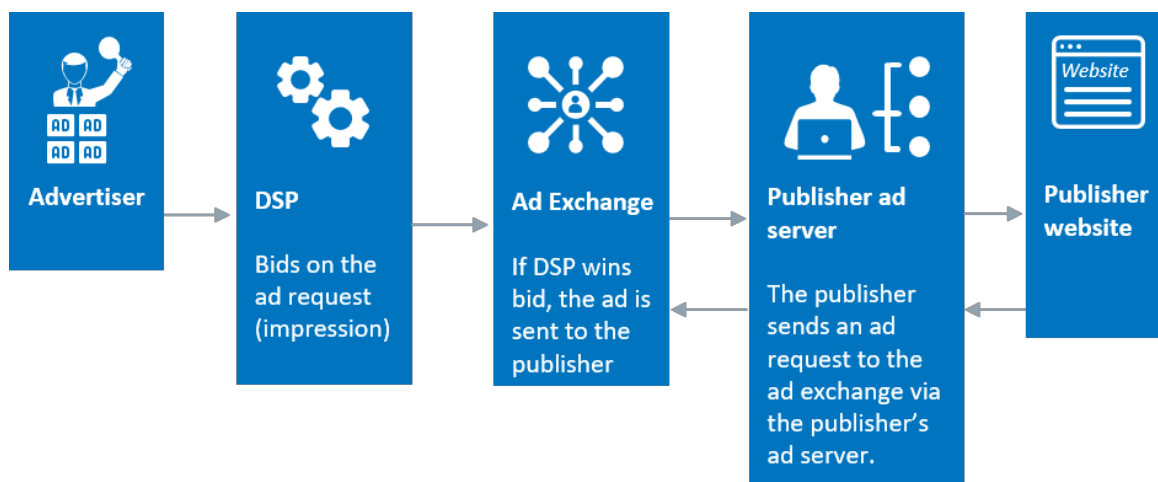 AD AD
AD AD
Advertiser
DSP
Bids on the
ad request
(impression)
Ad Exchange
If DSP wins
bid, the ad is
sent to the
publisher
Publisher ad
server
The publisher
sends an ad
request to the
ad exchange via
the publisher’s
ad server.
Website
Publisher
website